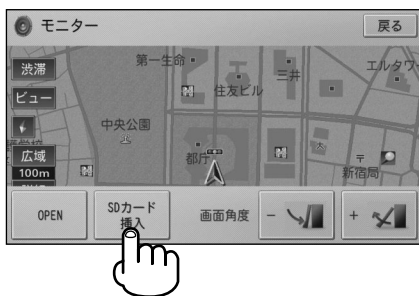 モニター
戻る
渋滞
第一生命
三井
エルタワー
ビュー
住友ビル
中央公園
広域
100m
都庁
新宿局
OPEN
SDカード
挿入
画面角度
-
+